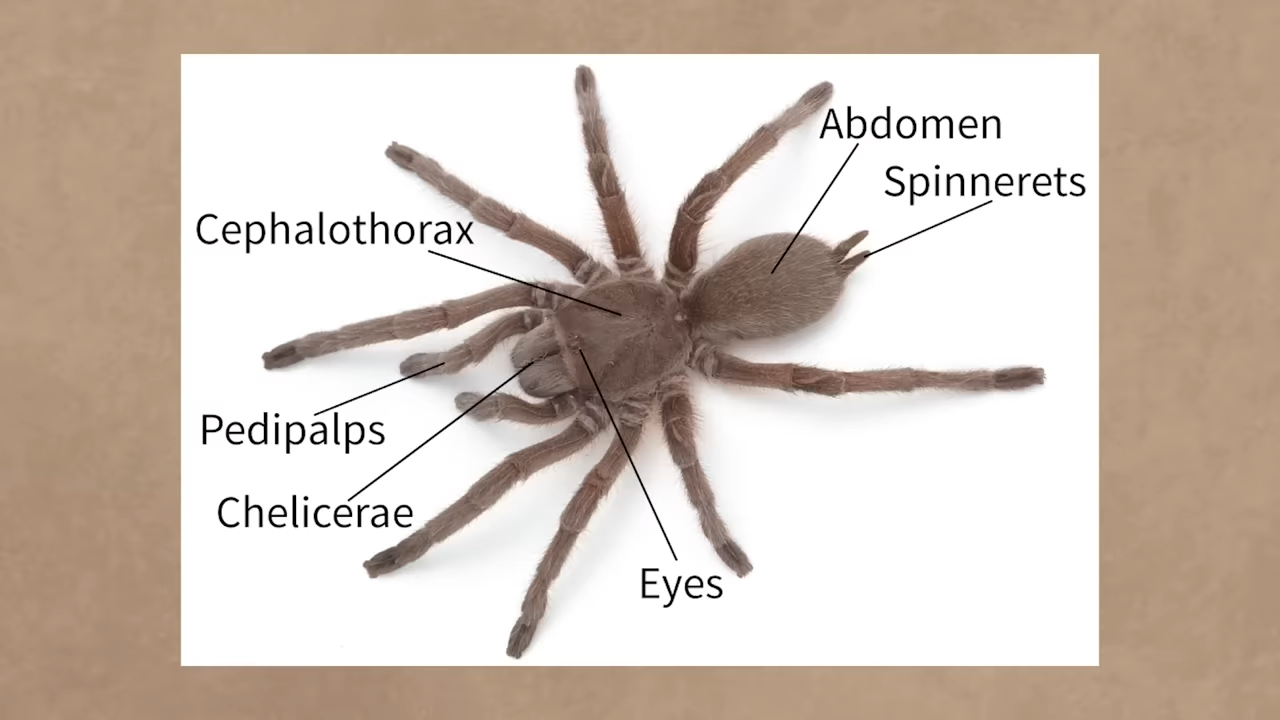 Abdomen
Spinnerets
Cephalothorax
Pedipalps
Chelicerae
Eyes